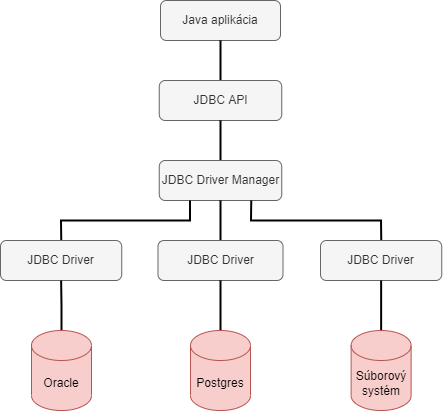 Java aplikácia
JDBC API
JDBC Driver Manager
JDBC Driver
JDBC Driver
JDBC Driver
Oracle
Postgres
Súborový
systém